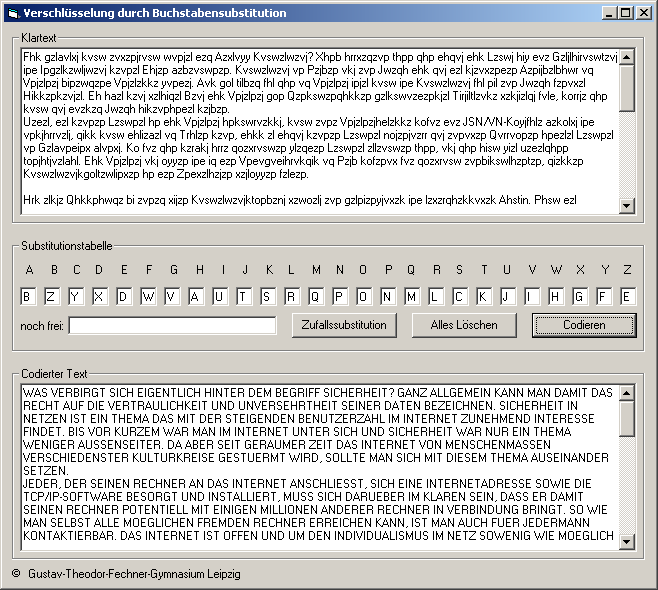 Verschlüsselung durch Buchstabensubstitution
Klartext
Fhk gzlavlxj kvsw zvxzpjrvsw wvpjzl ezq Azxlvyy Kvswzlwzvj? Xhpb hrrxzqzvp thpp qhp ehqvj ehk Lzswj hiy evz Gzljlhirvswtzvj
ipe Ipgzlkzwljwzvj kzvpzl Ehjzp azbzvswpzp. Kvswzlwzvj vp Pzjbzp vkj zvp Jwzqh ehk qvj ezl kjzvxzpezp Azpijbzlbhwr vq
Vpjzlpzj bipzwqzpe Vpjzlzkkz yvpezj. Avk gol tilbzq fhl qhp vq Vpjzlpzj ipjzl kvsw ipe Kvswzlwzvj fhl pil zvp Jwzqh fzpvxzl
Hikkzpkzvjzl. Eh hazl kzvj xzlhiqzl Bzvj ehk Vpjzlpzj gop Qzpkswzpqhkkzp gzlkswvzezpkjzl Tirjiltlzvkz xzkjizlqj fvle, korrjz qhp
kvsw qvj evzkzq Jwzqh hikzvphpezl kzjbzp.
Uzezl, ezl kzvpzp Lzswpzl hp ehk Vpjzlpzj hpkswrvzkkj, kvsw zvpz Vpjzlpzjhelzkkz kofvz evz JSN/VN-Koyjfhlz azkolxj ipe
vpkjhrrvzlj, qikk kvsw ehlizazl vq Trhlzp kzvp, ehkk zl ehqvj kzvpzp Lzswpzl nojzpjvzrr qvj zvpvxzp Qvrrvopzp hpezlzl Lzswpzl
vp Gzlavpeipx alvpxj. Ko fvz qhp kzrakj hrrz qozxrvswzp ylzqezp Lzswpzl zllzvswzp thpp, vkj qhp hisw yizl uzezlqhpp
topjhtjvzlahl. Ehk Vpjzlpzj vkj oyyzp ipe iq ezp Vpevgveihrvkqik vq Pzjb kofzpvx fvz qozxrvsw zvpbikswlhzptzp, qizkkzp
Kvswzlwzvjkgoltzwlipxzp hp ezp Zpexzlhzjzp xzjloyyzp fzlezp.
Hrk zlkjz Qhkkphwqz bi zvpzq xijzp Kvswzlwzvjktopbznj xzwozlj zvp gzlpizpyjvxzk ipe lzxzrqhzkkvxzk Ahstin. Phsw ezl
Substitutionstabelle
A B C D E F G H I J K L M N O P Q R S T U V W X Y Z
B Z Y X D W V A U T S R Q P O N M L C K J I H G F E
noch frei: Zufallssubstitution Alles Löschen Codieren
Codierter Text
WAS VERBIRGT SICH EIGENTLICH HINTER DEM BEGRIFF SICHERHEIT? GANZ ALLGEMEIN KANN MAN DAMIT DAS
RECHT AUF DIE VERTRAULICHKEIT UND UNVERSEHRTHEIT SEINER DATEN BEZEICHNEN. SICHERHEIT IN
NETZEN IST EIN THEMA DAS MIT DER STEIGENDEN BENUTZERZAHL IM INTERNET ZUNEHMEND INTERESSE
FINDET. BIS VOR KURZEM WAR MAN IM INTERNET UNTER SICH UND SICHERHEIT WAR NUR EIN THEMA
WENIGER AUSSENSEITER. DA ABER SEIT GERAUMER ZEIT DAS INTERNET VON MENSCHENMASSEN
VERSCHIEDENSTER KULTURKREISE GESTUERMT WIRD, SOLLTE MAN SICH MIT DIESEM THEMA AUSEINANDER
SETZEN.
JEDER, DER SEINEN RECHNER AN DAS INTERNET ANSCHLIESST, SICH EINE INTERNETADRESSE SOWIE DIE
TCP/IP-SOFTWARE BESORGT UND INSTALLIERT, MUSS SICH DARUEBER IM KLAREN SEIN, DASS ER DAMIT
SEINEN RECHNER POTENTIELL MIT EINIGEN MILLIONEN ANDERER RECHNER IN VERBINDUNG BRINGT. SO WIE
MAN SELBST ALLE MOEGLICHEN FREMDEN RECHNER ERREICHEN KANN, IST MAN AUCH FUER JEDERMANN
KONTAKTIERBAR. DAS INTERNET IST OFFEN UND UM DEN INDIVIDUALISMUS IM NETZ SOWENIG WIE MOEGLICH
© Gustav-Theodor-Fechner-Gymnasium Leipzig